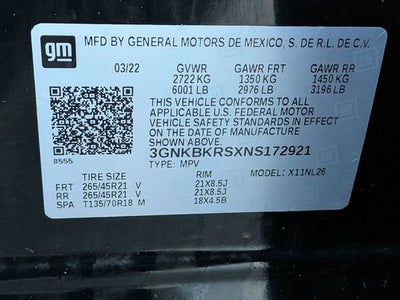 gm
MFD BY GENERAL MOTORS DE MEXICO, S. DE R.L. DE C.V.
03/22 GVWR GAWR FRT GAWR RR
2722 KG 1350 KG 1450 KG
6001 LB 2976 LB 3196 LB
THIS VEHICLE CONFORMS TO ALL
APPLICABLE U.S. FEDERAL MOTOR
VEHICLE SAFETY STANDARDS IN EFFECT ON THE
DATE OF MANUFACTURE SHOWN ABOVE.
3GNKBKRSXNS172921
8555 TYPE: MPV MODEL: X11NL26
TIRE SIZE RIM
FRT 265/45R21 V 21X8.5J
RR 265/45R21 V 21X8.5J
SPA T135/70R18 M 18X4.5B